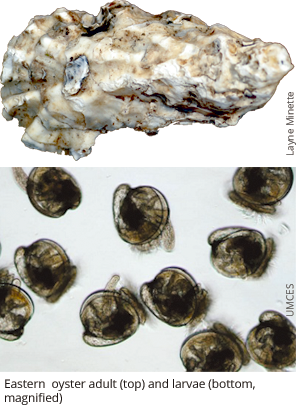 Layne Minette
UMCES
Eastern oyster adult (top) and larvae (bottom,
magnified)